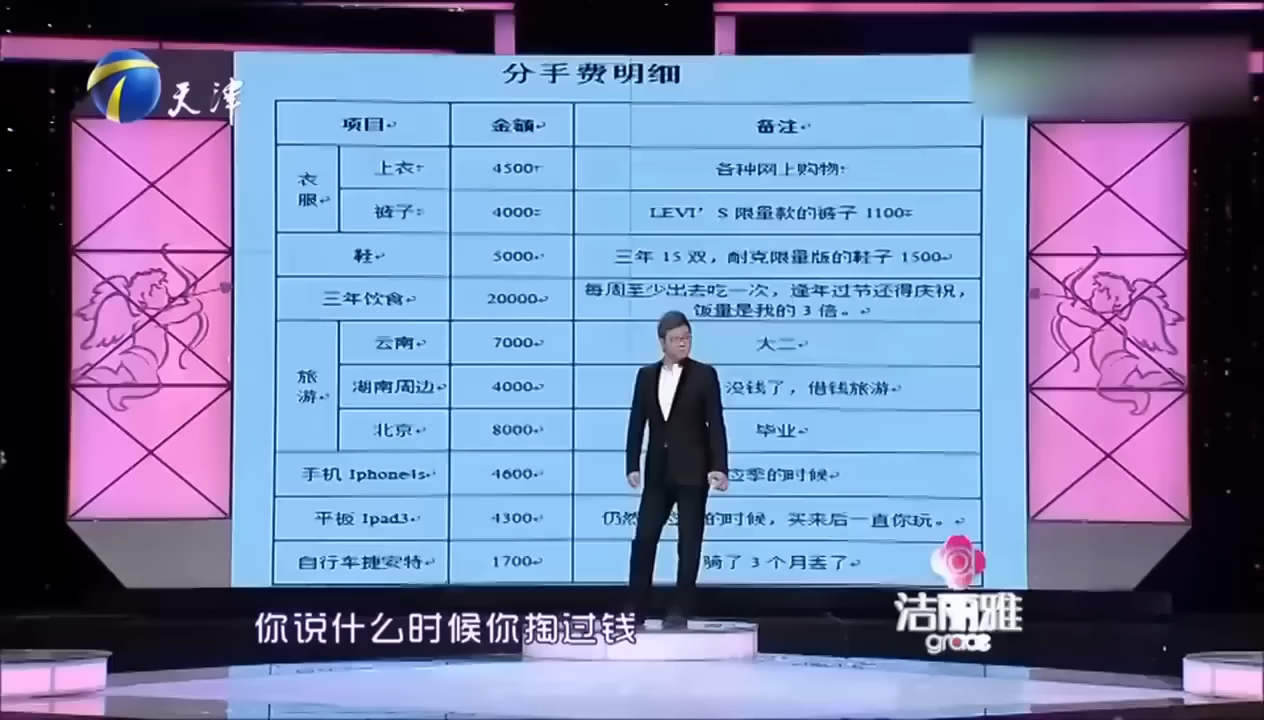 天津
分手费明细
项目 金额 备注
衣服 上衣 4500 各种网上购物
裤子 4000 LEVI'S 限量款的裤子 1100
鞋 5000 三年 15 双，耐克限量版的鞋子 1500
三年饮食 20000 每周至少出去吃一次，逢年过节还得庆祝，
饭量是我的 3 倍。
旅游 云南 7000 大二
湖南周边 4000 没钱了，借钱旅游
北京 8000 毕业
手机 Iphone4s 4600 应季的时候
平板 Ipad3 4300 仍然 的时候，买来后一直你玩。
自行车捷安特 1700 骑了 3 个月丢了
你说什么时候你掏过钱
洁丽雅
grace